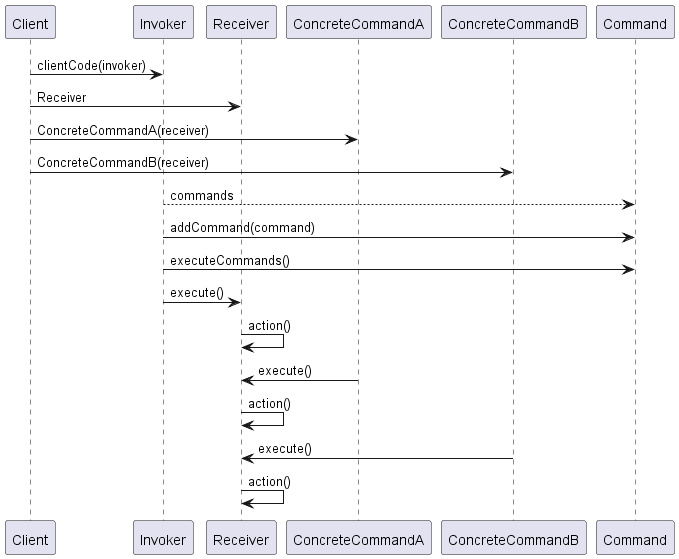 Client Invoker Receiver ConcreteCommandA ConcreteCommandB Command
clientCode(invoker)
Receiver
ConcreteCommandA(receiver)
ConcreteCommandB(receiver)
commands
addCommand(command)
executeCommands()
execute()
action()
execute()
action()
execute()
action()
Client Invoker Receiver ConcreteCommandA ConcreteCommandB Command